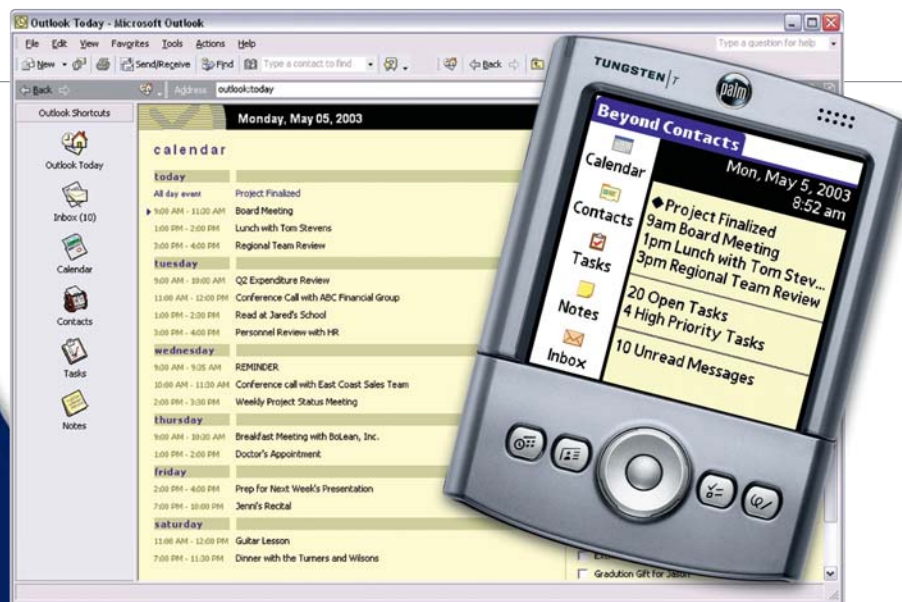 Outlook Today - Microsoft Outlook
File Edit View Favorites Tools Actions Help
Type a question for help
New Send/Receive Find Type a contact to find Back
Back Address outlook:today
Outlook Shortcuts
Outlook Today
Inbox (10)
Calendar
Contacts
Tasks
Notes
Monday, May 05, 2003
calendar
today
All day event Project Finalized
9:00 AM - 11:30 AM Board Meeting
1:00 PM - 2:00 PM Lunch with Tom Stevens
3:00 PM - 4:00 PM Regional Team Review
tuesday
9:00 AM - 10:00 AM Q2 Expenditure Review
11:00 AM - 12:00 PM Conference Call with ABC Financial Group
1:00 PM - 2:00 PM Read at Jared's School
3:00 PM - 4:00 PM Personnel Review with HR
wednesday
9:30 AM - 9:35 AM REMINDER
10:00 AM - 11:30 AM Conference call with East Coast Sales Team
2:00 PM - 3:30 PM Weekly Project Status Meeting
thursday
9:00 AM - 10:30 AM Breakfast Meeting with BoLean, Inc.
1:00 PM - 2:00 PM Doctor's Appointment
friday
2:00 PM - 4:00 PM Prep for Next Week's Presentation
7:00 PM - 10:00 PM Jenni's Recital
saturday
11:00 AM - 12:00 PM Guitar Lesson
7:00 PM - 11:30 PM Dinner with the Turners and Wilsons
Gradution Gift for Jason
TUNGSTEN T
palm
Beyond Contacts
Mon, May 5, 2003
8:52 am
Calendar
Contacts
Tasks
Notes
Inbox
Project Finalized
9am Board Meeting
1pm Lunch with Tom Stev...
3pm Regional Team Review
20 Open Tasks
4 High Priority Tasks
10 Unread Messages